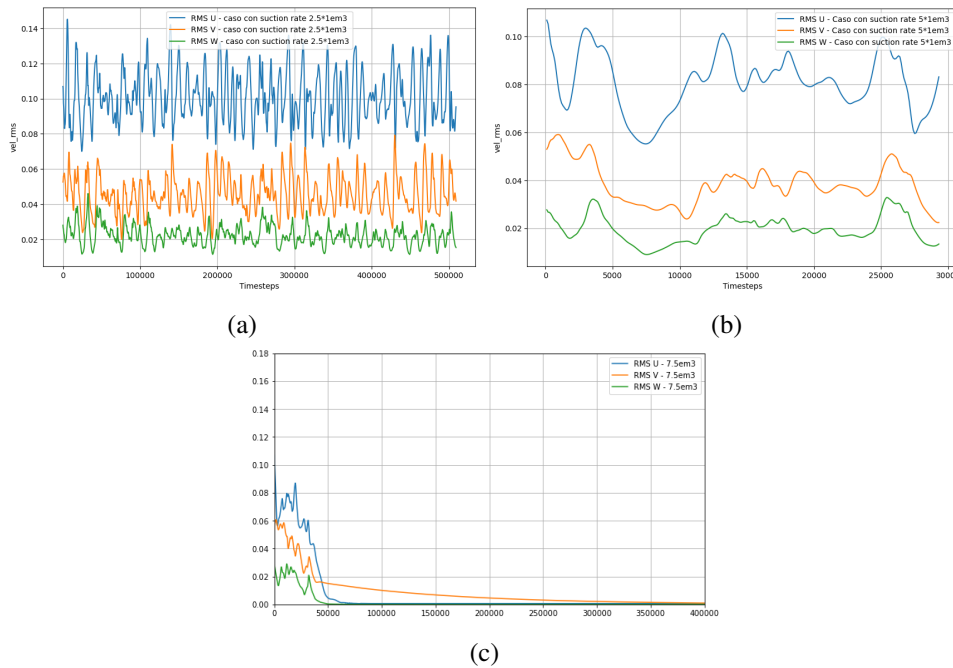 RMS U - caso con suction rate 2.5*1em3
RMS V - caso con suction rate 2.5*1em3
RMS W - caso con suction rate 2.5*1em3
0.14
0.12
0.10
0.08
0.06
0.04
0.02
vel_rms
0 100000 200000 300000 400000 500000
Timesteps
(a)
RMS U - Caso con suction rate 5*1em3
RMS V - Caso con suction rate 5*1em3
RMS W - Caso con suction rate 5*1em3
0.10
0.08
0.06
0.04
0.02
vel_rms
0 5000 10000 15000 20000 25000 3000
Timesteps
(b)
RMS U - 7.5em3
RMS V - 7.5em3
RMS W - 7.5em3
0.18
0.16
0.14
0.12
0.10
0.08
0.06
0.04
0.02
0.00
0 50000 100000 150000 200000 250000 300000 350000 400000
(c)